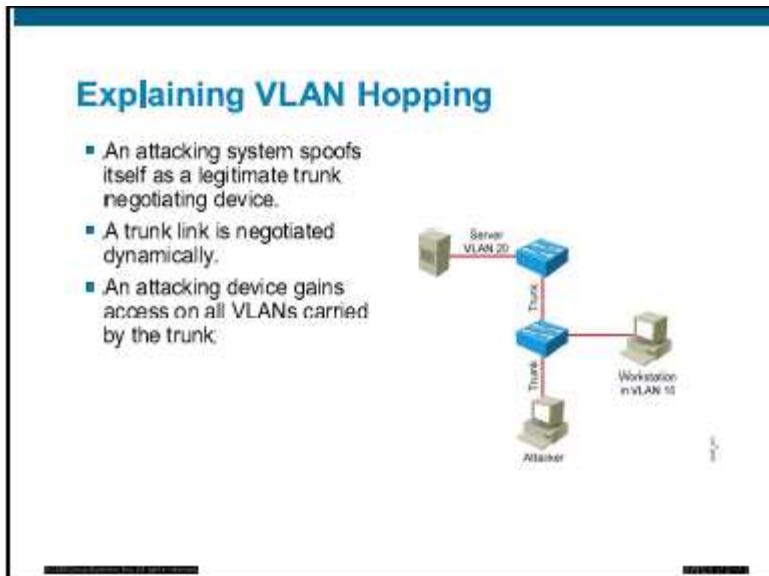 Explaining VLAN Hopping
An attacking system spoofs
itself as a legitimate trunk
negotiating device.
A trunk link is negotiated
dynamically.
An attacking device gains
access on all VLANs carried
by the trunk.
Server
VLAN 20
Trunk
Trunk
Workstation
in VLAN 10
Attacker